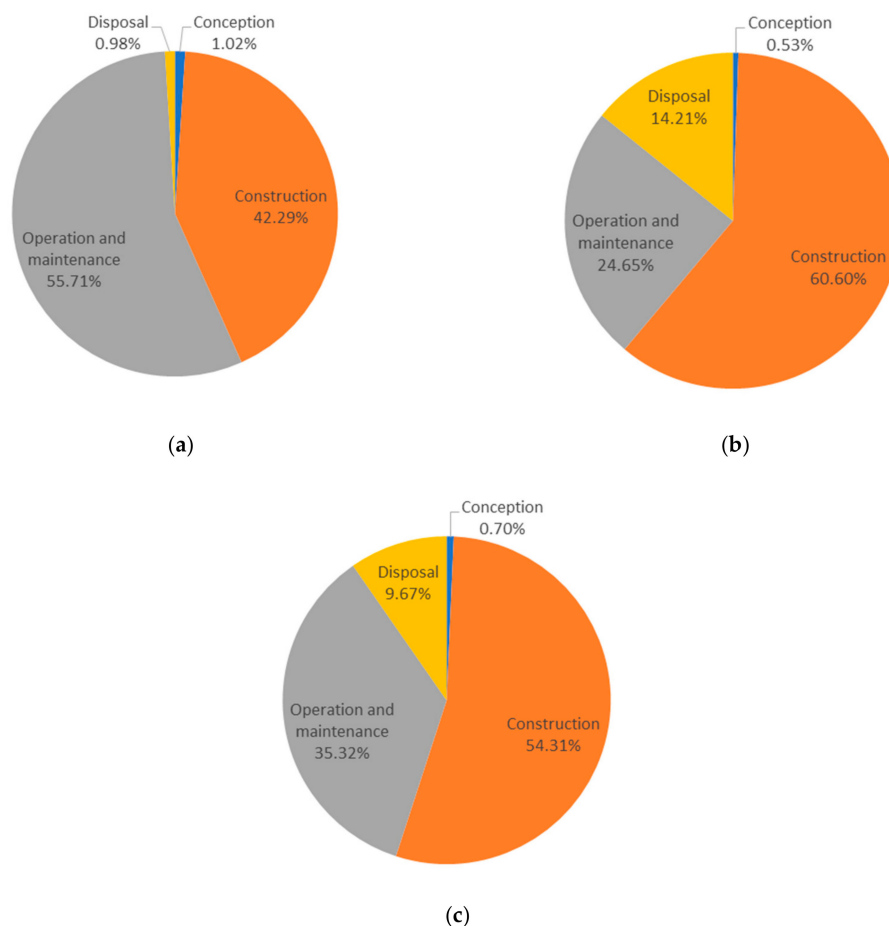 Disposal
0.98%
Conception
1.02%
Construction
42.29%
Operation and
maintenance
55.71%
(a)
Conception
0.53%
Disposal
14.21%
Operation and
maintenance
24.65%
Construction
60.60%
(b)
Conception
0.70%
Disposal
9.67%
Operation and
maintenance
35.32%
Construction
54.31%
(c)